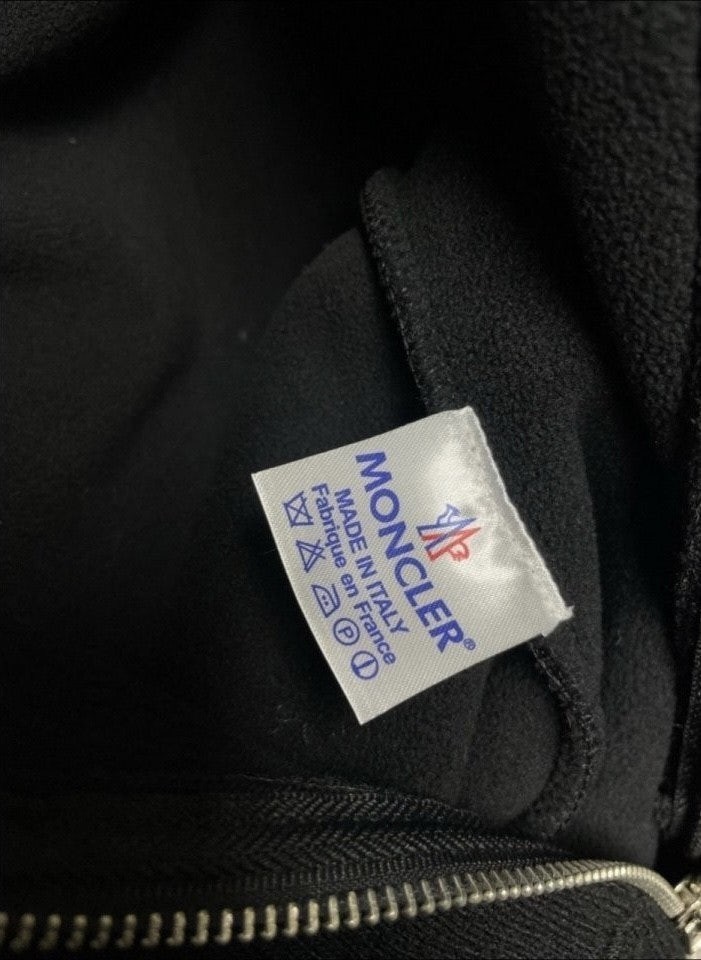 MONCLER®
MADE IN ITALY
Fabrique en France
P